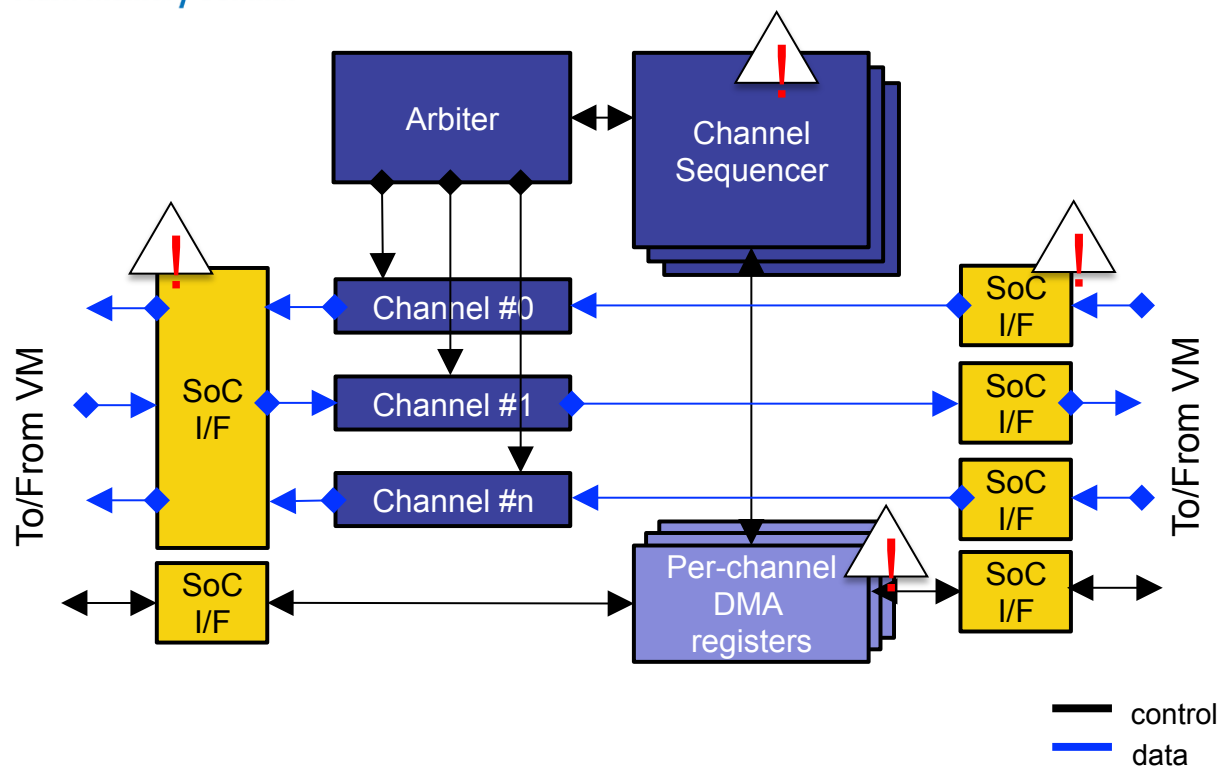 Arbiter
Channel
Sequencer
!
!
!
Channel #0
SoC
I/F
To/From VM
SoC
I/F
Channel #1
SoC
I/F
To/From VM
Channel #n
SoC
I/F
!
SoC
I/F
Per-channel
DMA
registers
SoC
I/F
control
data